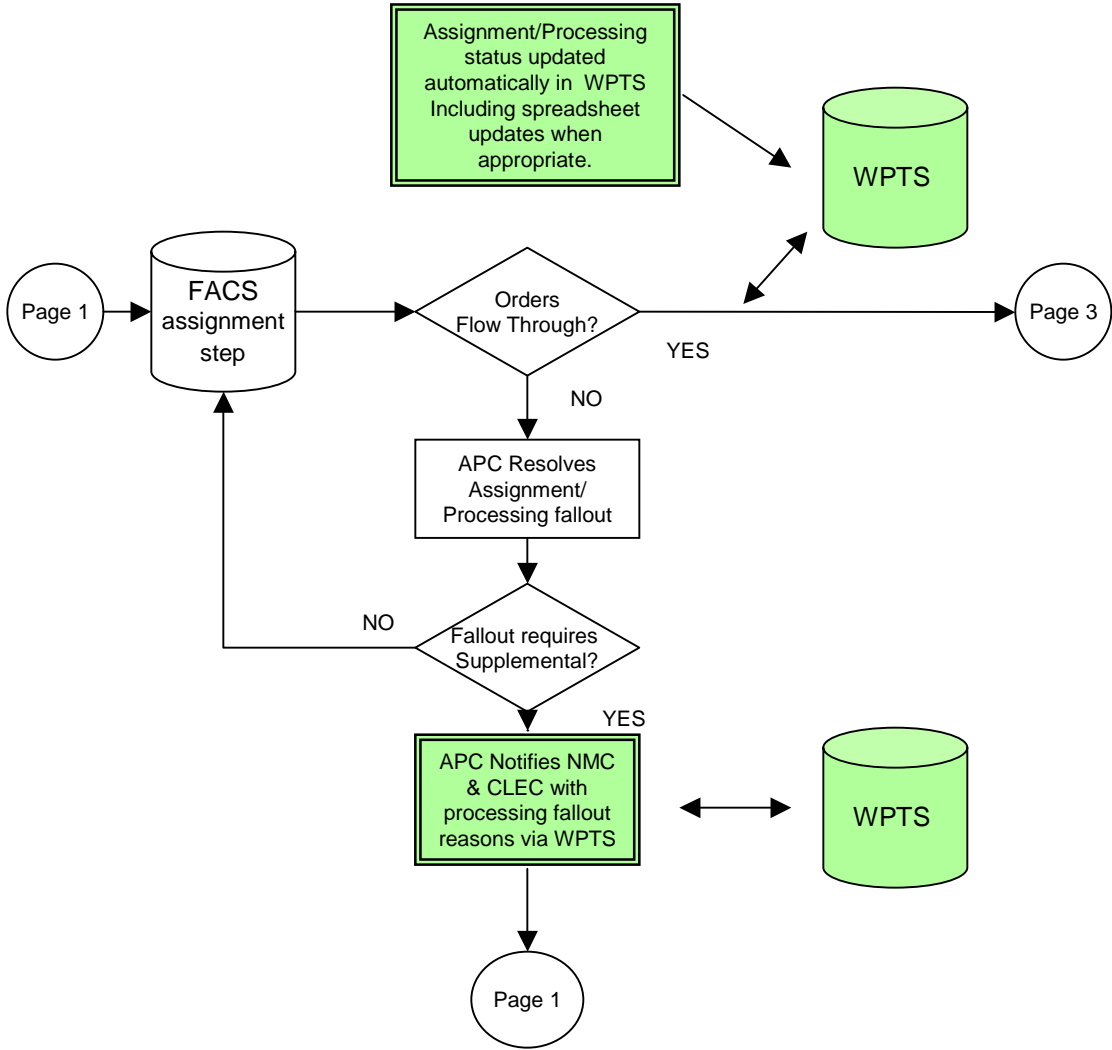 Assignment/Processing
status updated
automatically in WPTS
Including spreadsheet
updates when
appropriate.
WPTS
Page 1
FACS
assignment
step
Orders
Flow Through?
YES
Page 3
NO
APC Resolves
Assignment/
Processing fallout
NO
Fallout requires
Supplemental?
YES
APC Notifies NMC
& CLEC with
processing fallout
reasons via WPTS
WPTS
Page 1